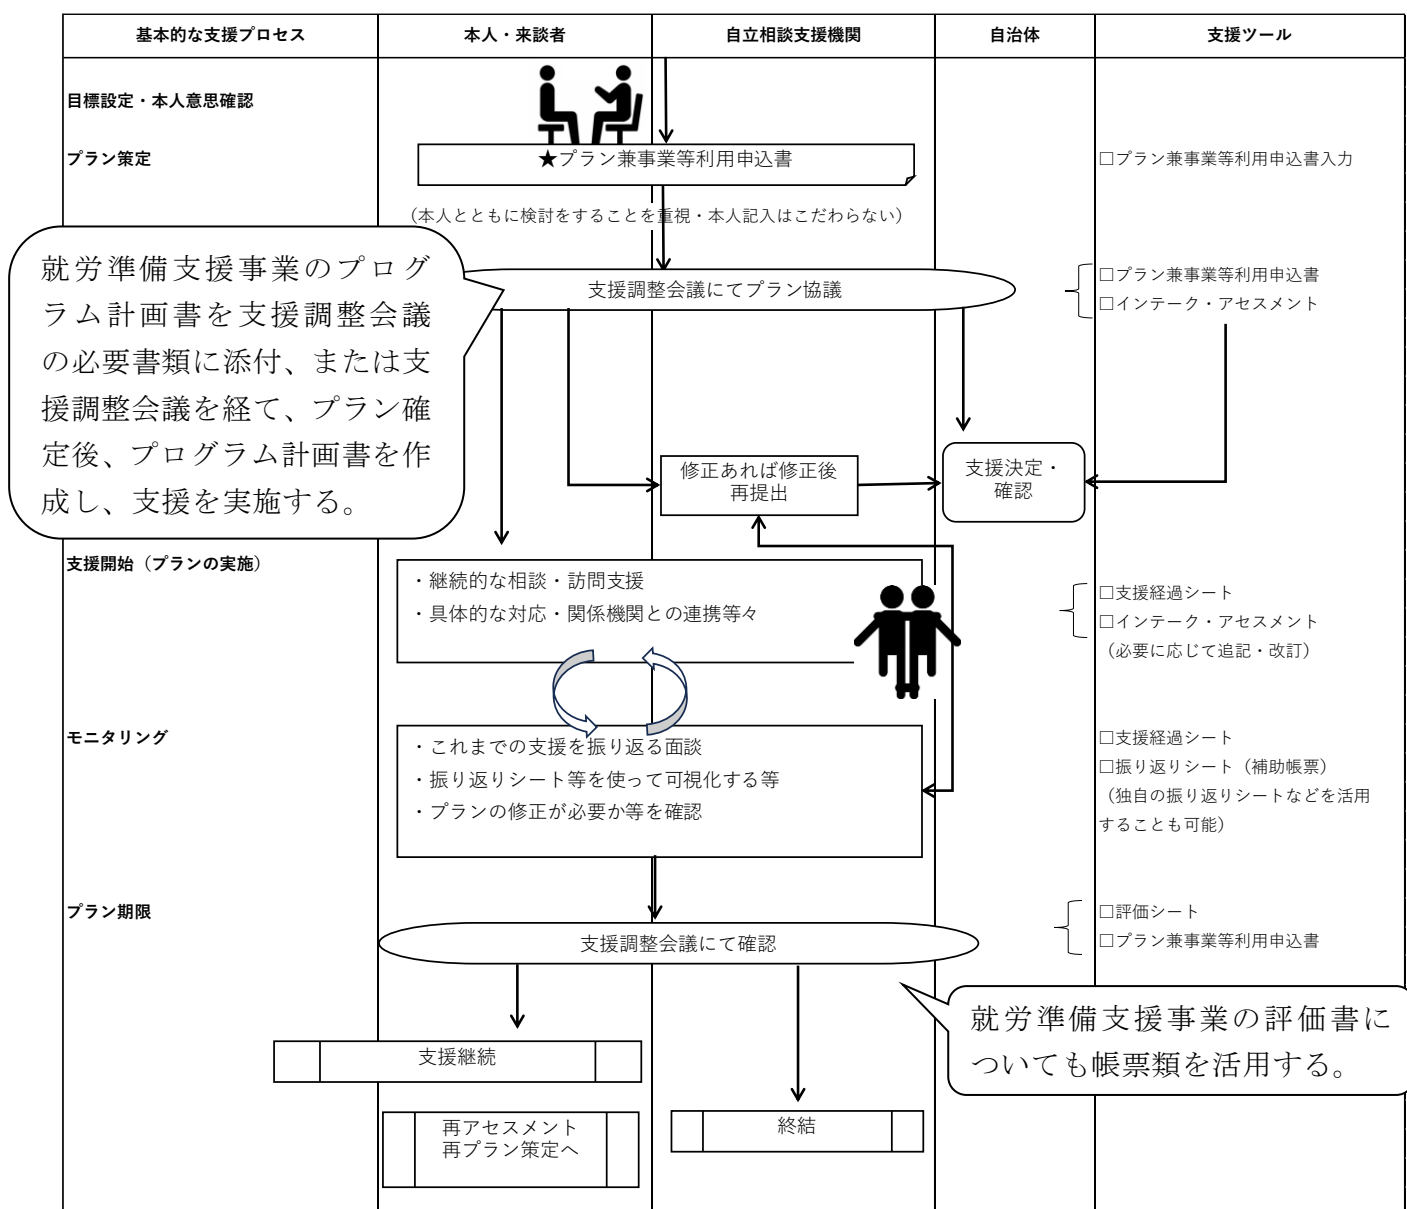 基本的な支援プロセス
本人・来談者
自立相談支援機関
自治体
支援ツール
目標設定・本人意思確認
プラン策定
★プラン兼事業等利用申込書
□プラン兼事業等利用申込書入力
（本人とともに検討をすることを重視・本人記入はこだわらない）
就労準備支援事業のプログ
ラム計画書を支援調整会議
の必要書類に添付、または支
援調整会議を経て、プラン確
定後、プログラム計画書を作
成し、支援を実施する。
支援調整会議にてプラン協議
□プラン兼事業等利用申込書
□インテーク・アセスメント
修正あれば修正後
再提出
支援決定・
確認
支援開始（プランの実施）
・継続的な相談・訪問支援
・具体的な対応・関係機関との連携等々
□支援経過シート
□インテーク・アセスメント
（必要に応じて追記・改訂）
モニタリング
・これまでの支援を振り返る面談
・振り返りシート等を使って可視化する等
・プランの修正が必要か等を確認
□支援経過シート
□振り返りシート（補助帳票）
（独自の振り返りシートなどを活用
することも可能）
プラン期限
支援調整会議にて確認
□評価シート
□プラン兼事業等利用申込書
就労準備支援事業の評価書に
ついても帳票類を活用する。
支援継続
再アセスメント
再プラン策定へ
終結